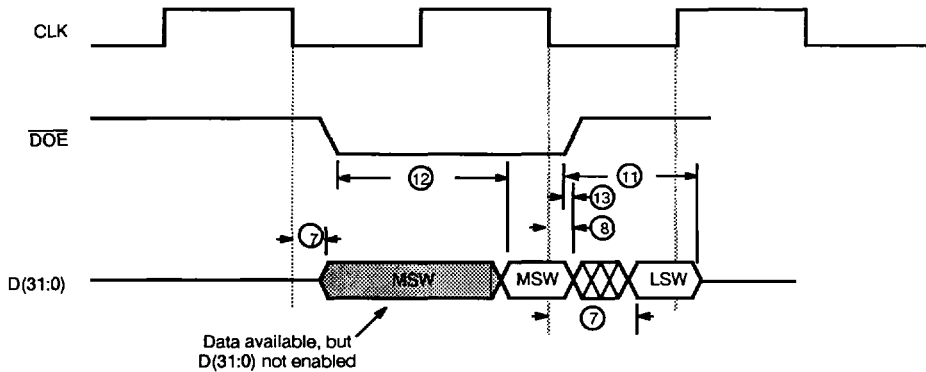 CLK
DOE
12
11
13
8
7
D(31:0)
MSW
MSW
LSW
7
Data available, but
D(31:0) not enabled